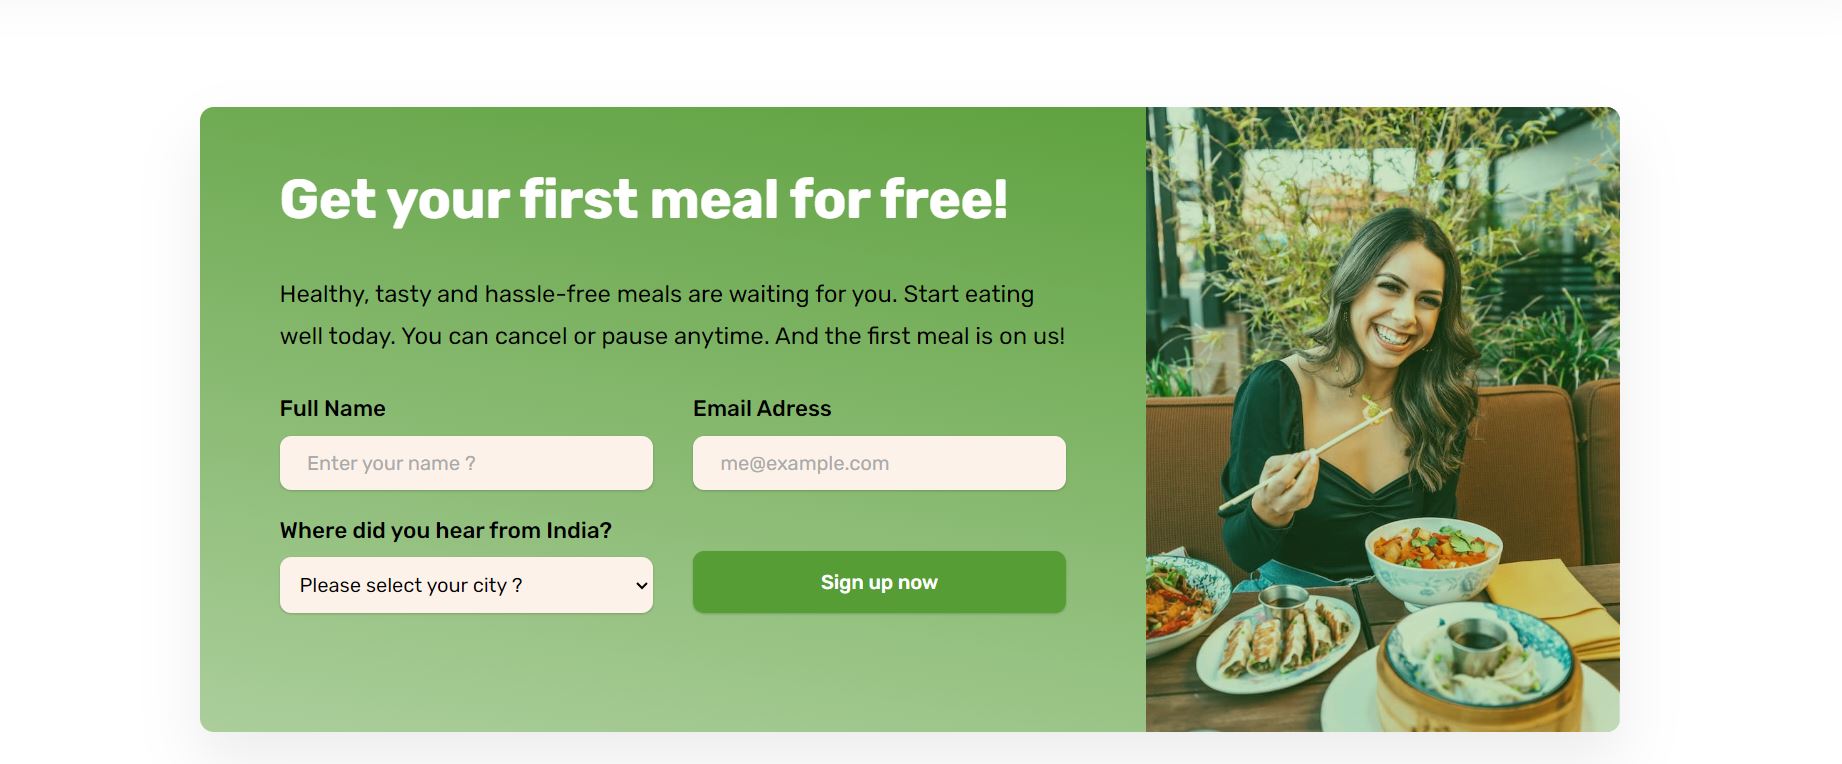 Get your first meal for free!
Healthy, tasty and hassle-free meals are waiting for you. Start eating
well today. You can cancel or pause anytime. And the first meal is on us!
Full Name
Email Adress
Enter your name ?
me@example.com
Where did you hear from India?
Please select your city ?
Sign up now